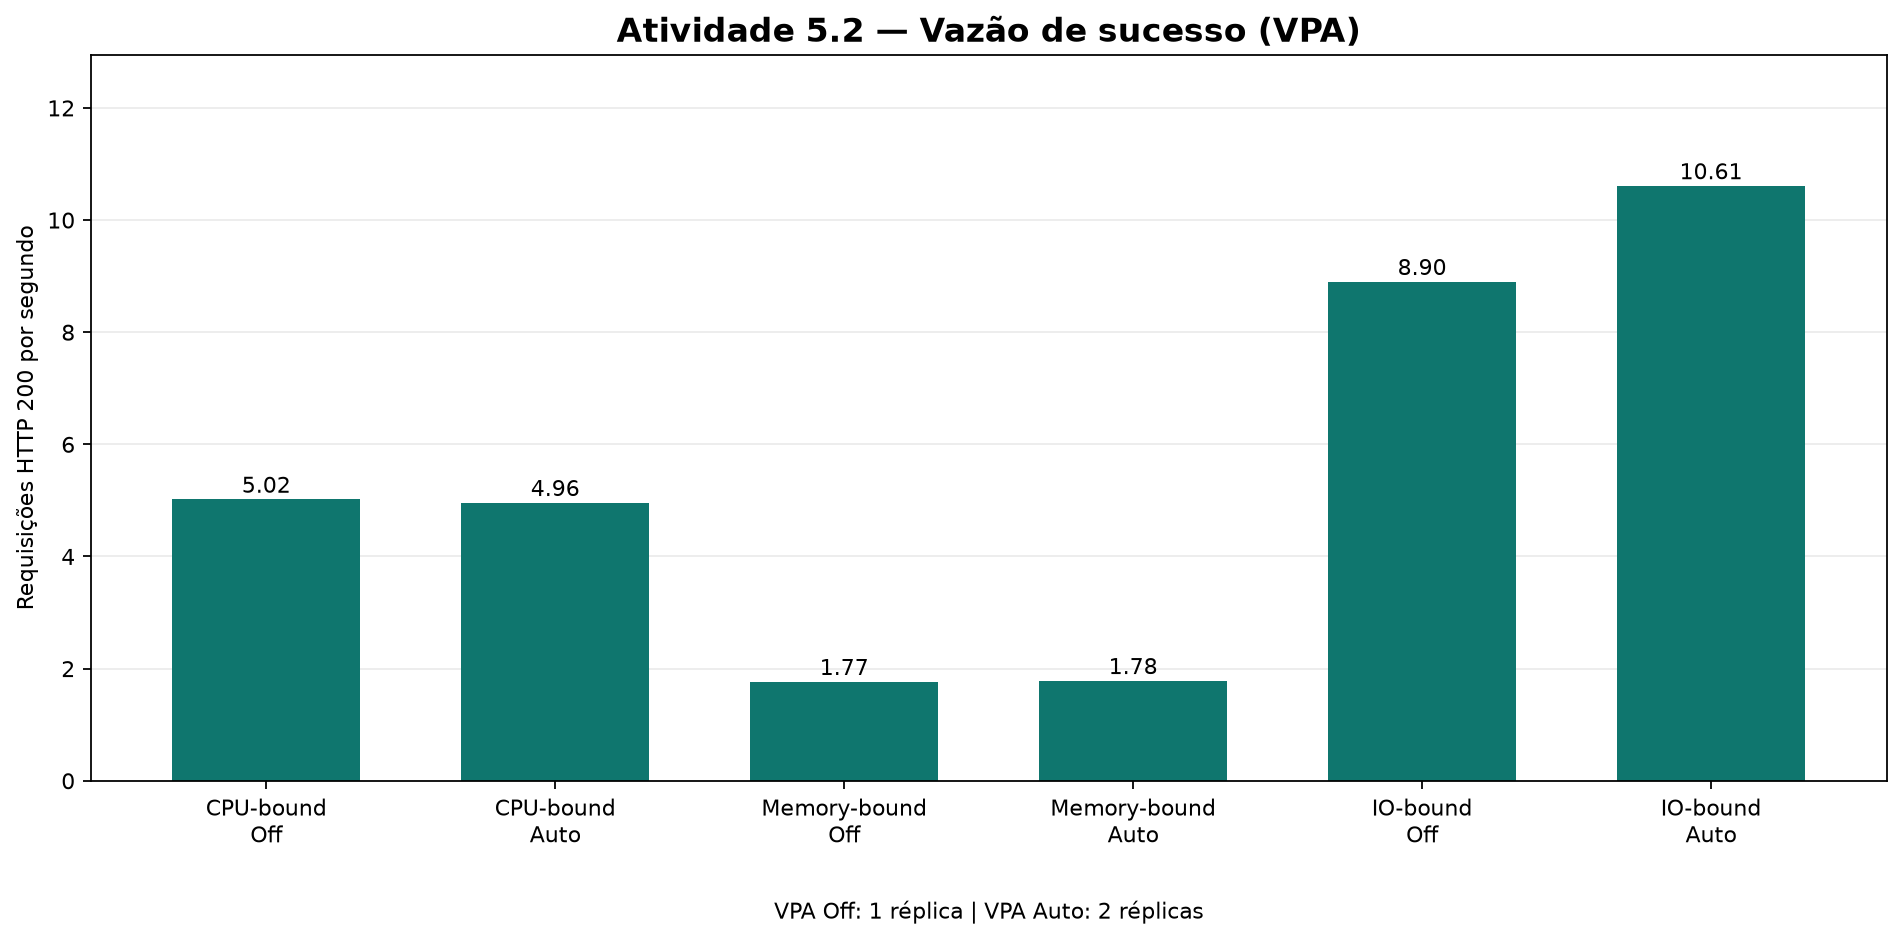 Atividade 5.2 — Vazão de sucesso (VPA)
Requisições HTTP 200 por segundo
12
10
8
6
4
2
0
5.02
4.96
1.77
1.78
8.90
10.61
CPU-bound
Off
CPU-bound
Auto
Memory-bound
Off
Memory-bound
Auto
IO-bound
Off
IO-bound
Auto
VPA Off: 1 réplica | VPA Auto: 2 réplicas